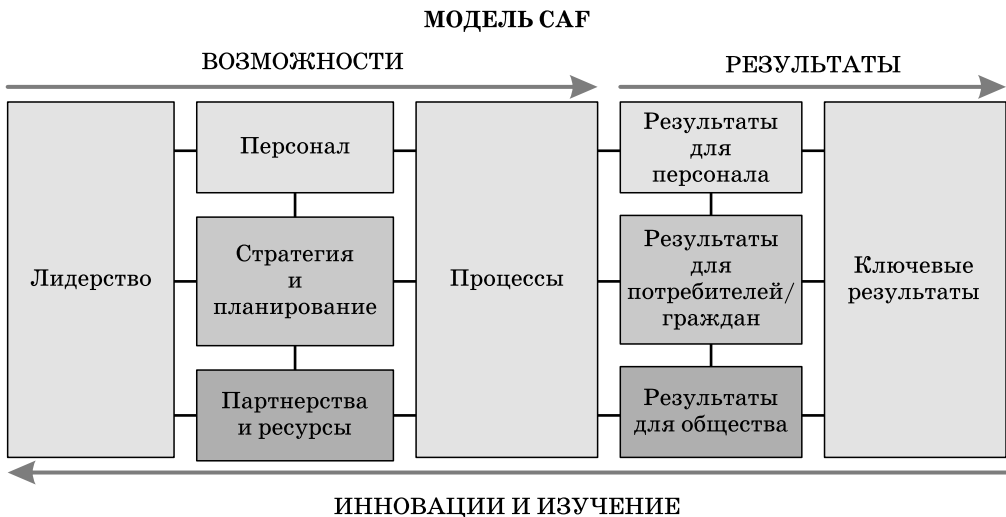 МОДЕЛЬ CAF
ВОЗМОЖНОСТИ
РЕЗУЛЬТАТЫ
Лидерство
Персонал
Стратегия
и
планирование
Партнерства
и ресурсы
Процессы
Результаты
для
персонала
Результаты
для
потребителей/
граждан
Результаты
для общества
Ключевые
результаты
ИННОВАЦИИ И ИЗУЧЕНИЕ